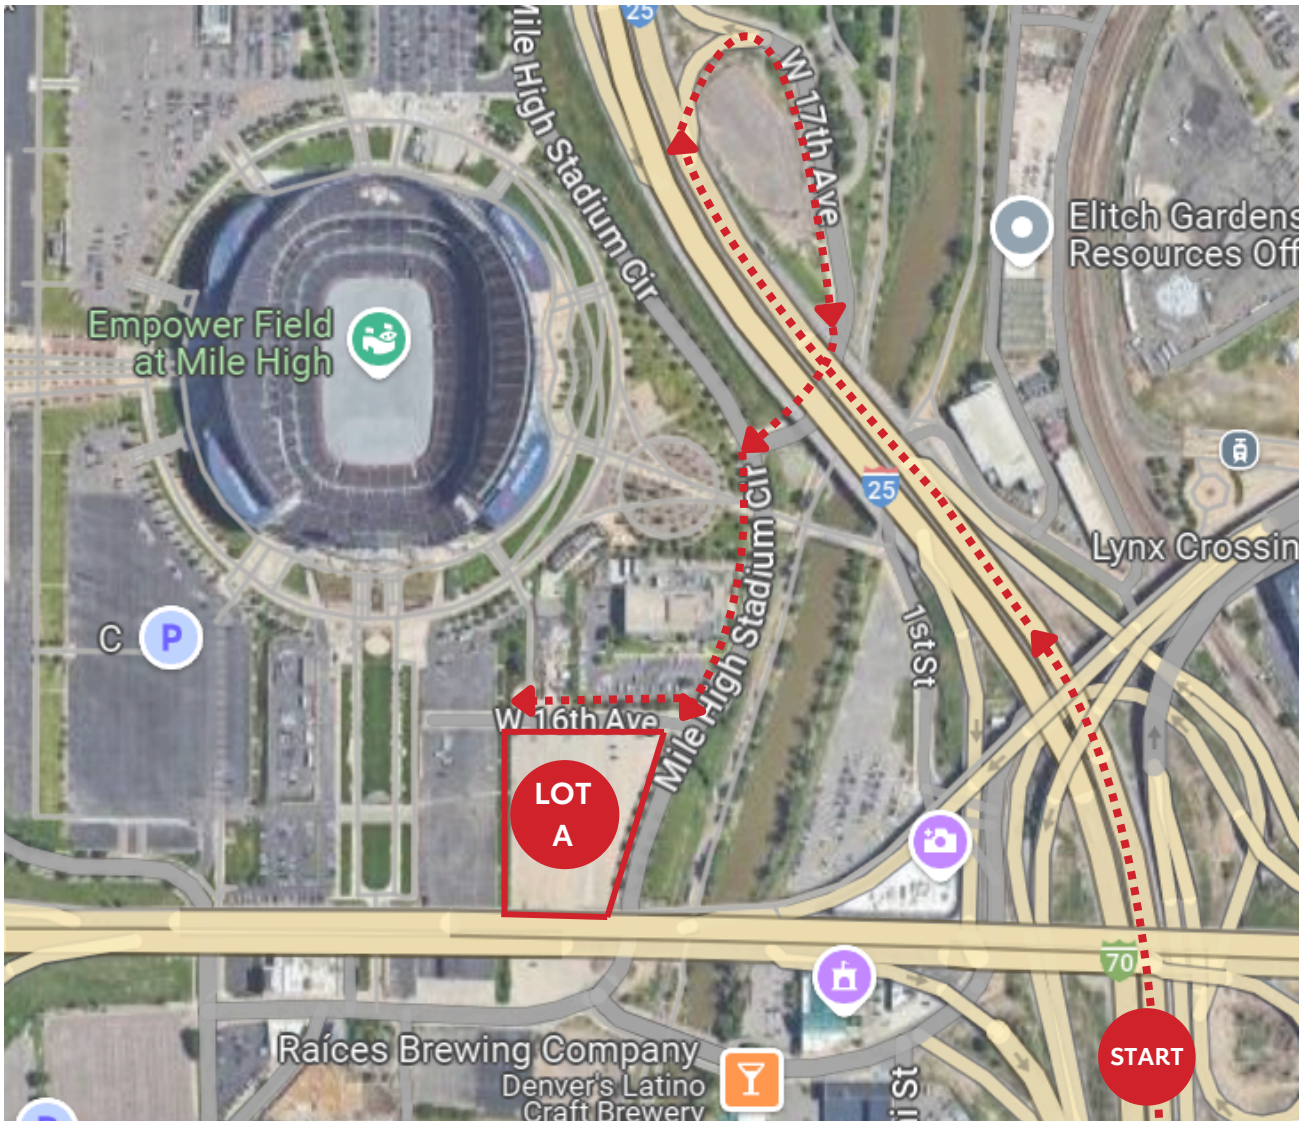 25
Mile High Stadium Cir
W 17th Ave
Elitch Gardens
Resources Off
Empower Field
at Mile High
25
Mile High Stadium Cir
Lynx Crossin
1st St
C
P
W 16th Ave
LOT
A
70
START
Raíces Brewing Company
Denver's Latino
Craft Brewery